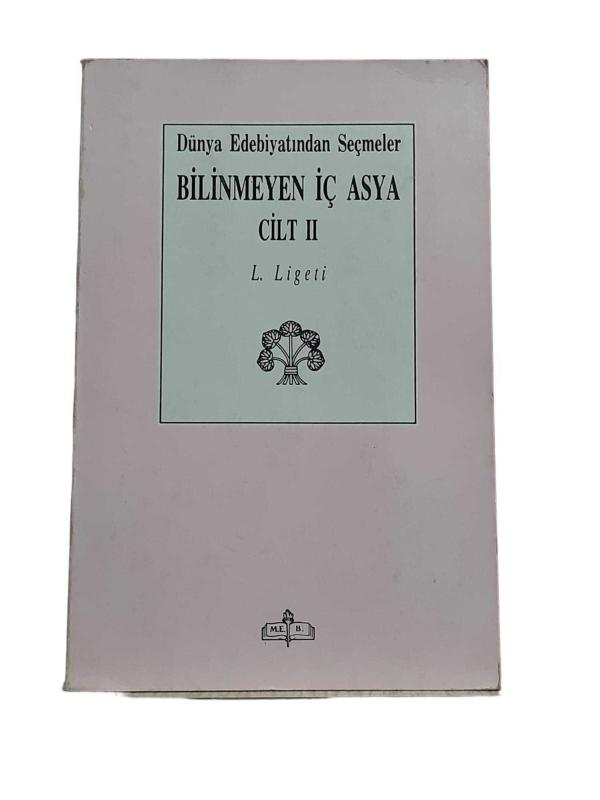 Dünya Edebiyatından Seçmeler
BİLİNMEYEN İÇ ASYA
CİLT II
L. Ligeti
M.E. B.